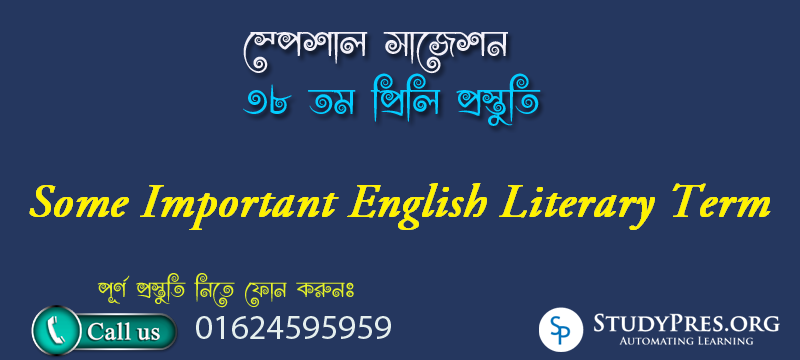 স্পেশাল সাজেশন
৩৮ তম প্রিলি প্রস্তুতি
Some Important English Literary Term
পূর্ণ প্রস্তুতি নিতে ফোন করুনঃ
Call us 01624595959
SP STUDYPRES.ORG
AUTOMATING LEARNING